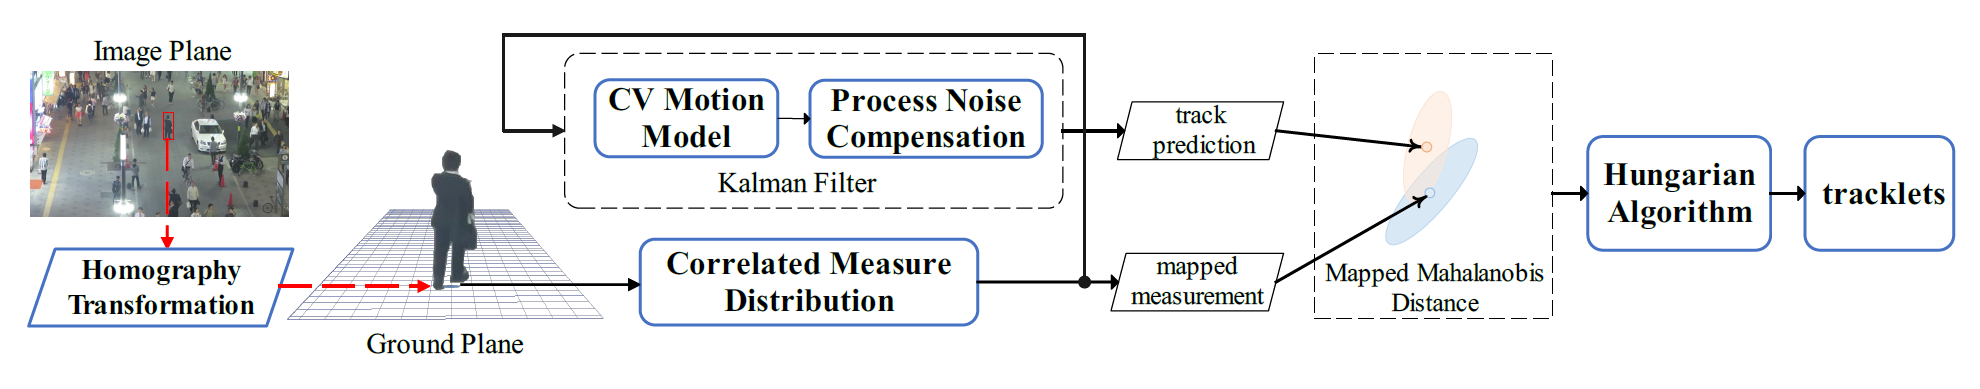 Image Plane
Homography
Transformation
Ground Plane
CV Motion
Model
Process Noise
Compensation
Kalman Filter
Correlated Measure
Distribution
track
prediction
mapped
measurement
Mapped Mahalanobis
Distance
Hungarian
Algorithm
tracklets